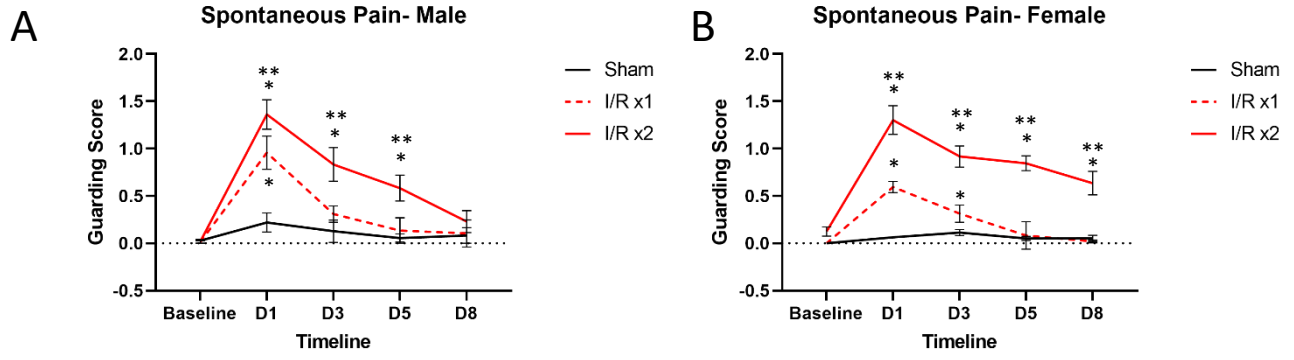 A
Spontaneous Pain- Male
Guarding Score
2.0
1.5
1.0
0.5
0.0
-0.5
**
*
*
**
*
**
*
Baseline D1 D3 D5 D8
Timeline
Sham
I/R x1
I/R x2
B
Spontaneous Pain- Female
Guarding Score
2.0
1.5
1.0
0.5
0.0
-0.5
**
*
*
**
*
*
**
*
**
*
Baseline D1 D3 D5 D8
Timeline
Sham
I/R x1
I/R x2